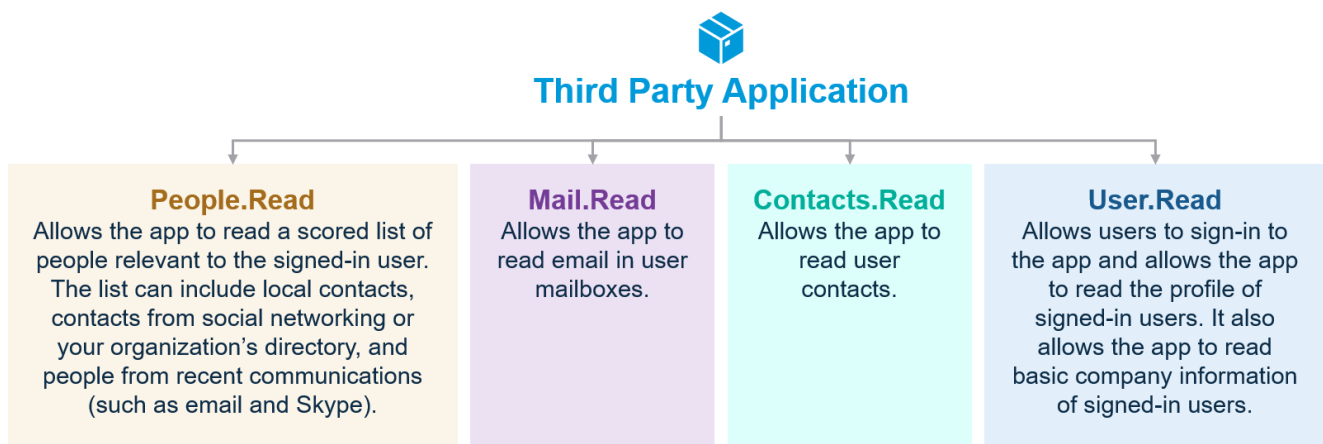 Third Party Application
People.Read
Allows the app to read a scored list of
people relevant to the signed-in user.
The list can include local contacts,
contacts from social networking or
your organization’s directory, and
people from recent communications
(such as email and Skype).
Mail.Read
Allows the app to
read email in user
mailboxes.
Contacts.Read
Allows the app to
read user
contacts.
User.Read
Allows users to sign-in to
the app and allows the app
to read the profile of
signed-in users. It also
allows the app to read
basic company information
of signed-in users.